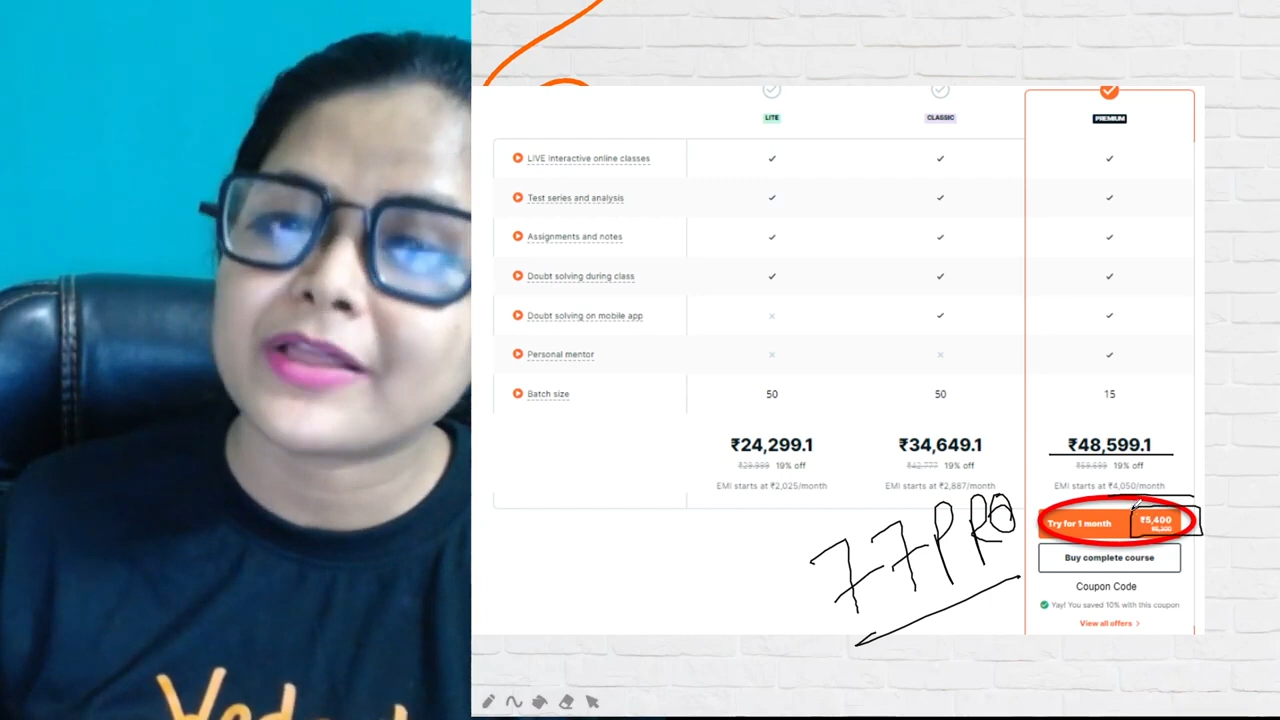 LITE CLASSIC PREMIUM
LIVE Interactive online classes
Test series and analysis
Assignments and notes
Doubt solving during class
Doubt solving on mobile app
Personal mentor
Batch size 50 50 15
₹24,299.1 ₹34,649.1 ₹48,599.1
19% off ₹42,777 19% off 19% off
EMI starts at ₹2,025/month EMI starts at ₹2,887/month EMI starts at ₹4,050/month
Try for 1 month ₹5,400
77PRO
Buy complete course
Coupon Code
Yay! You saved 10% with this coupon
View all offers >